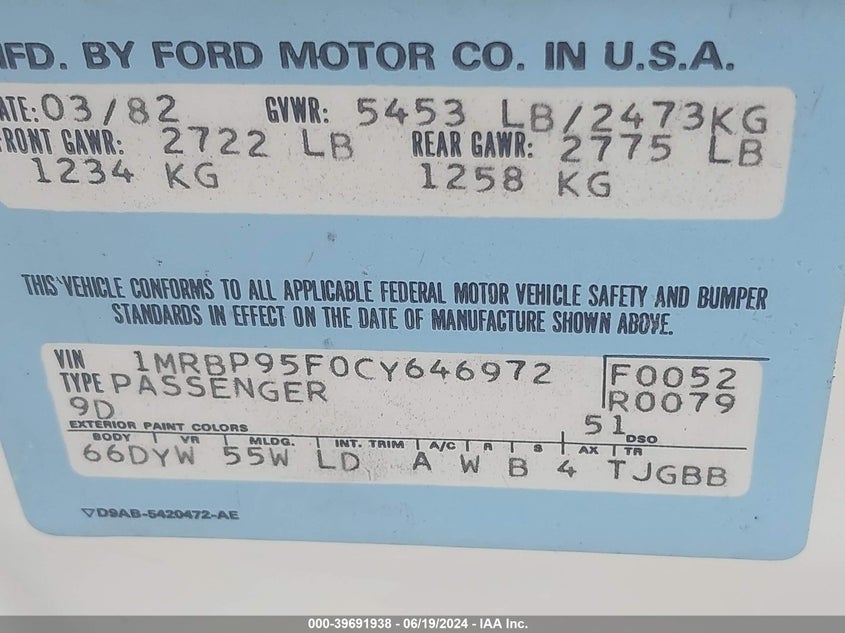 MFD. BY FORD MOTOR CO. IN U.S.A.
DATE: 03/82 GVWR: 5453 LB/2473KG
FRONT GAWR: 2722 LB REAR GAWR: 2775 LB
1234 KG 1258 KG
THIS VEHICLE CONFORMS TO ALL APPLICABLE FEDERAL MOTOR VEHICLE SAFETY AND BUMPER
STANDARDS IN EFFECT ON THE DATE OF MANUFACTURE SHOWN ABOVE.
VIN 1MRBP95F0CY646972 F0052
TYPE PASSENGER R0079
9D 51
EXTERIOR PAINT COLORS DSO
BODY VR MLDG. INT. TRIM A/C R S AX TR
66DYW 55W LD A W B 4 TJGBB
▽D9AB-5420472-AE
000-39691938 - 06/19/2024 - IAA Inc.